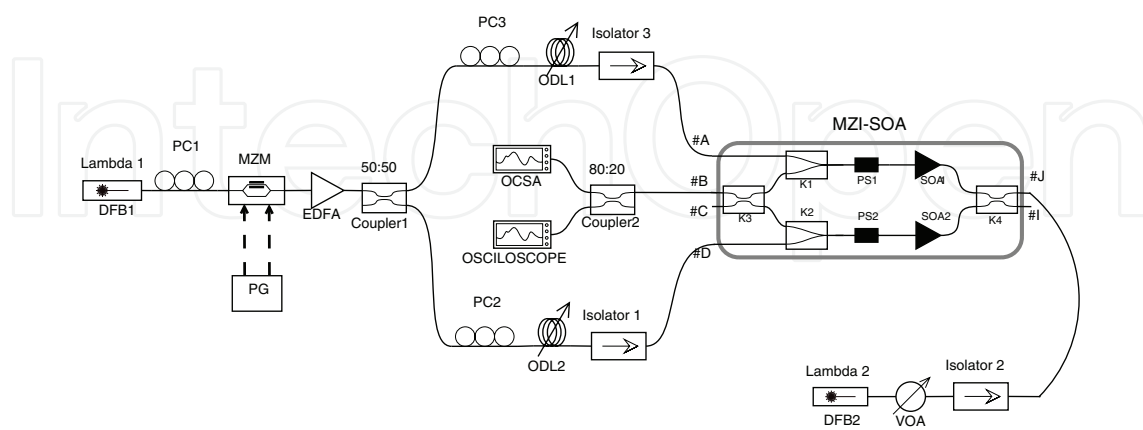 PC3
Isolator 3
ODL1
MZI-SOA
#A
Lambda 1
PC1
MZM
50:50
OCSA
80:20
#B
K1
PS1
SOA1
#J
DFB1
EDFA
Coupler1
Coupler2
#C
K3
K2
PS2
SOA2
K4
#I
OSCILOSCOPE
#D
PG
PC2
Isolator 1
ODL2
Lambda 2
Isolator 2
DFB2
VOA
IntechOpen